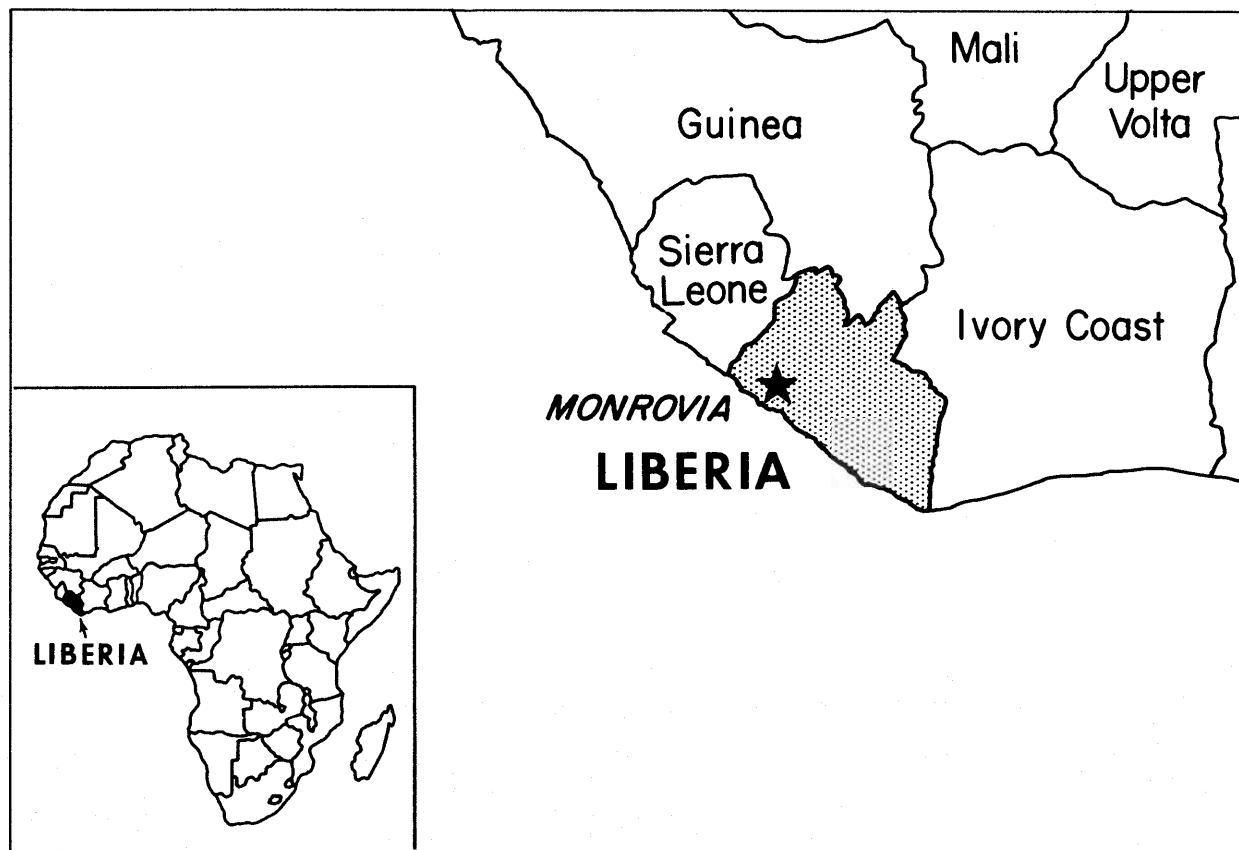 Mali
Upper
Volta
Guinea
Sierra
Leone
Ivory Coast
MONROVIA
LIBERIA
LIBERIA